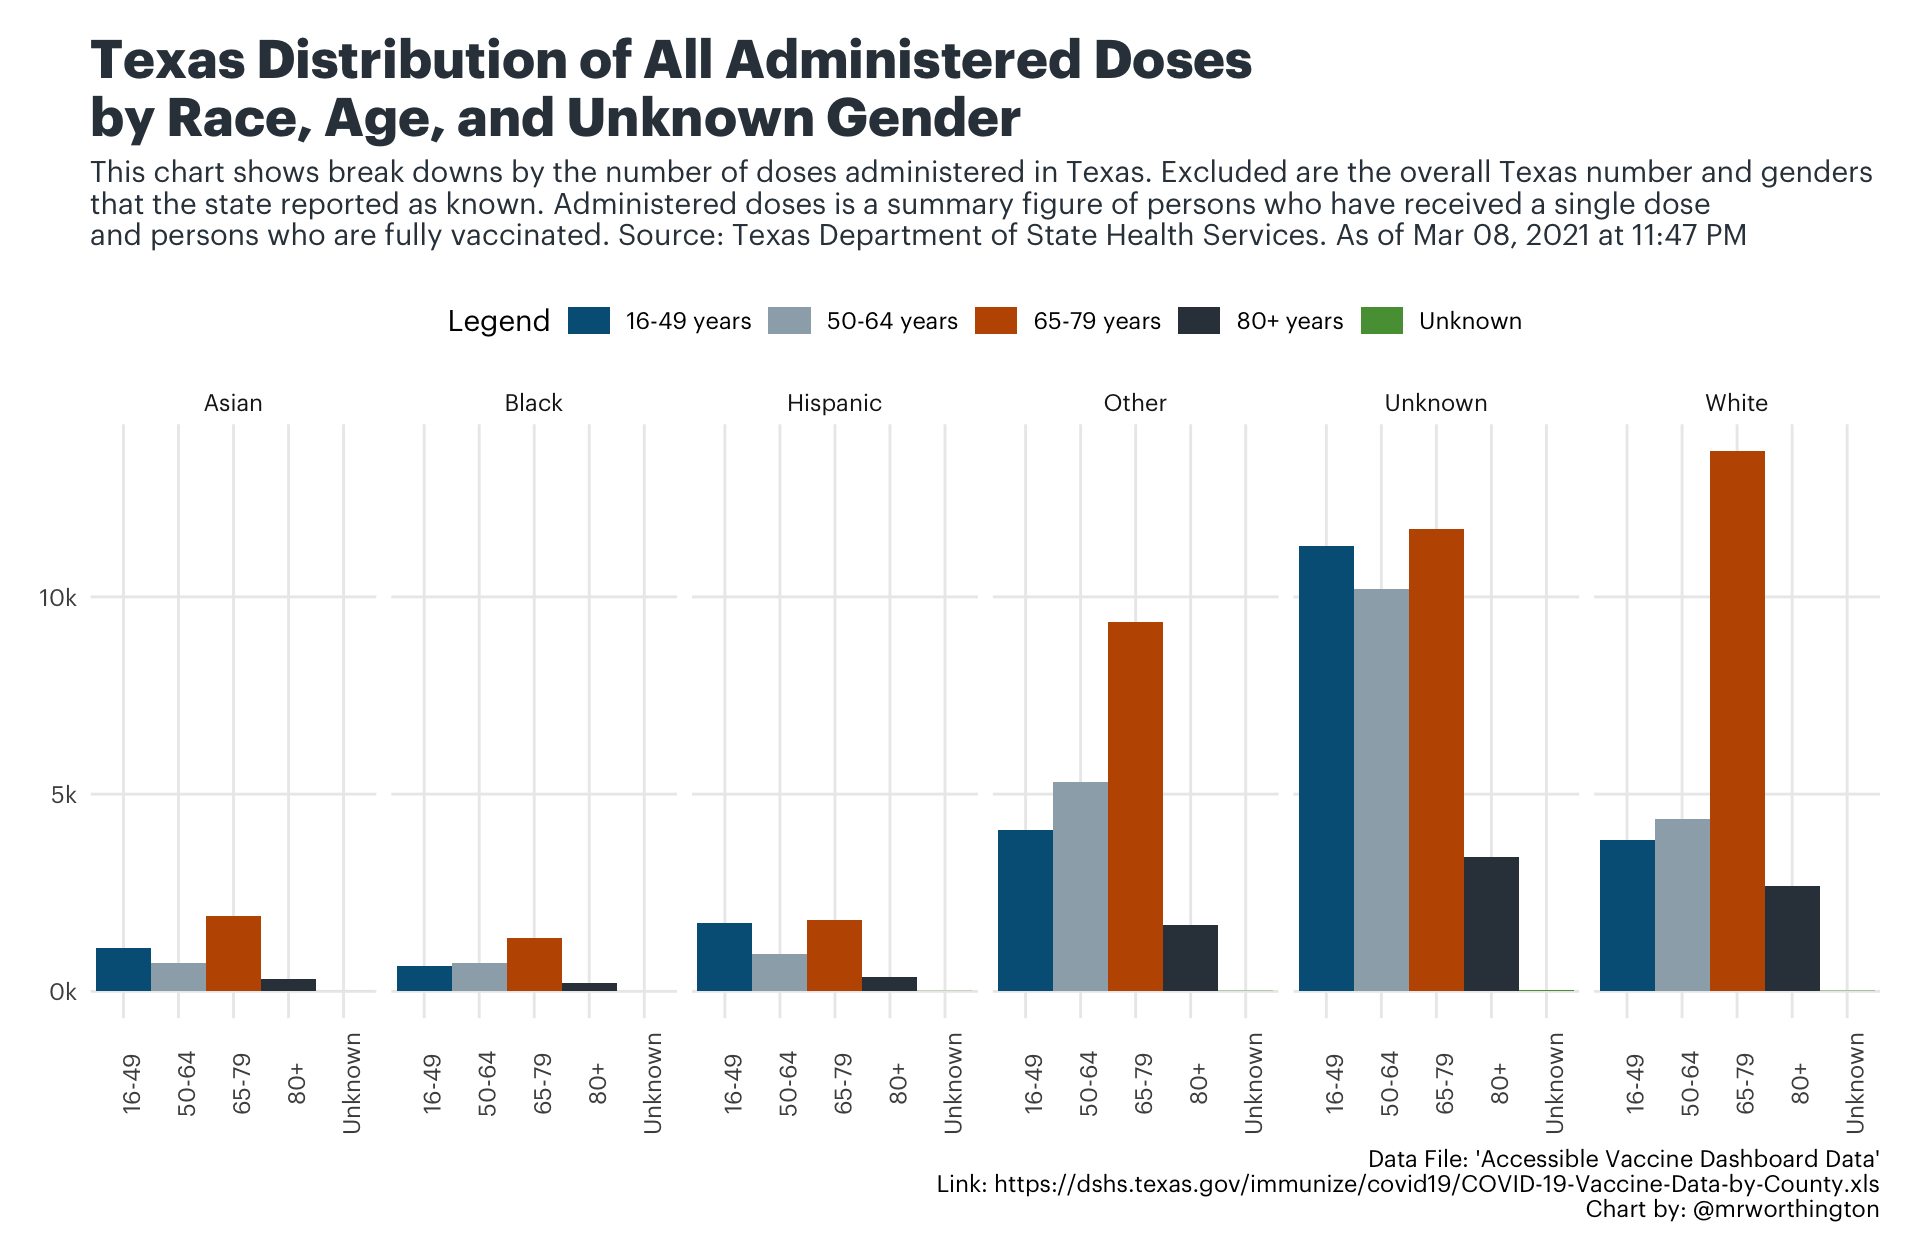 Texas Distribution of All Administered Doses
by Race, Age, and Unknown Gender
This chart shows break downs by the number of doses administered in Texas. Excluded are the overall Texas number and genders
that the state reported as known. Administered doses is a summary figure of persons who have received a single dose
and persons who are fully vaccinated. Source: Texas Department of State Health Services. As of Mar 08, 2021 at 11:47 PM
Legend 16-49 years 50-64 years 65-79 years 80+ years Unknown
Asian Black Hispanic Other Unknown White
10k
5k
0k
16-49 50-64 65-79 80+ Unknown 16-49 50-64 65-79 80+ Unknown 16-49 50-64 65-79 80+ Unknown 16-49 50-64 65-79 80+ Unknown 16-49 50-64 65-79 80+ Unknown 16-49 50-64 65-79 80+ Unknown
Data File: 'Accessible Vaccine Dashboard Data'
Link: https://dshs.texas.gov/immunize/covid19/COVID-19-Vaccine-Data-by-County.xls
Chart by: @mrworthington